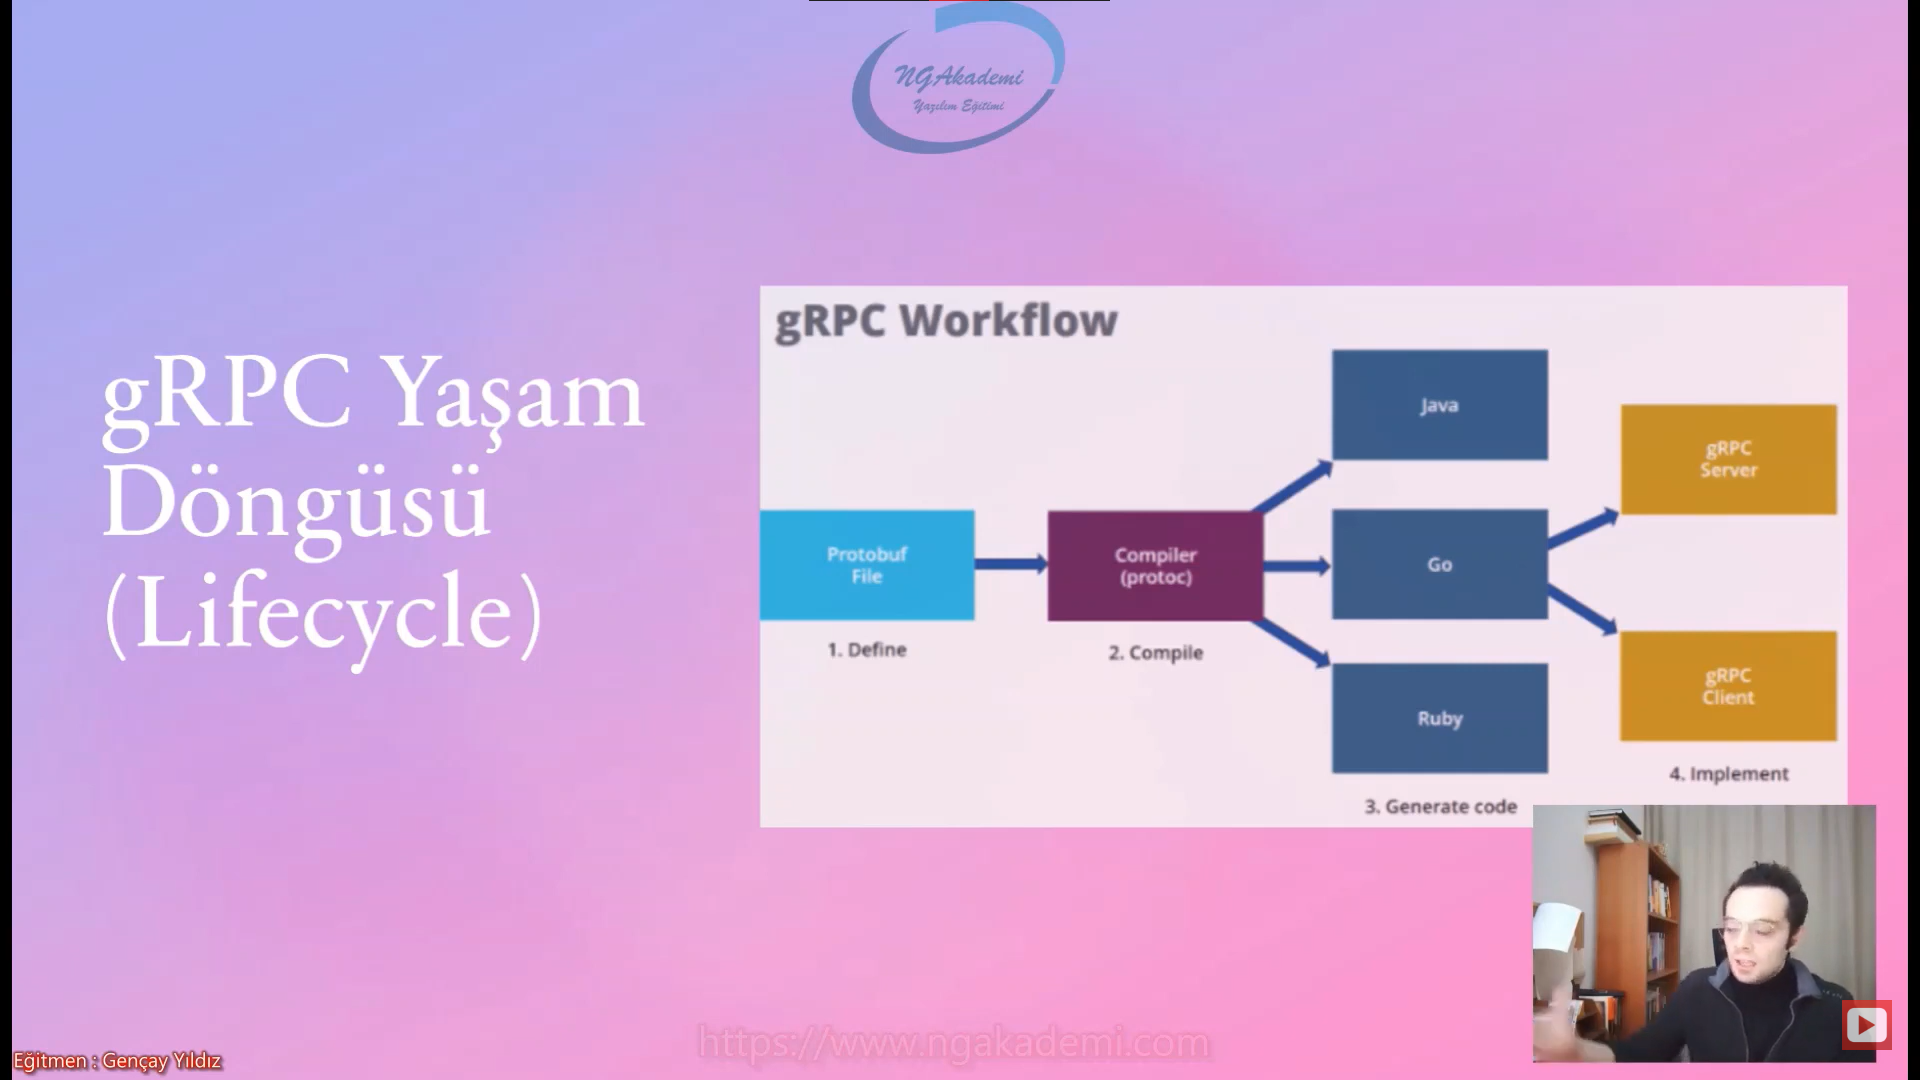 NGAkademi
Yazılım Eğitimi
gRPC Yaşam
Döngüsü
(Lifecycle)
gRPC Workflow
Protobuf
File
1. Define
Compiler
(protoc)
2. Compile
Java
Go
Ruby
3. Generate code
gRPC
Server
gRPC
Client
4. Implement
https://www.ngakademi.com
Eğitmen : Gençay Yıldız